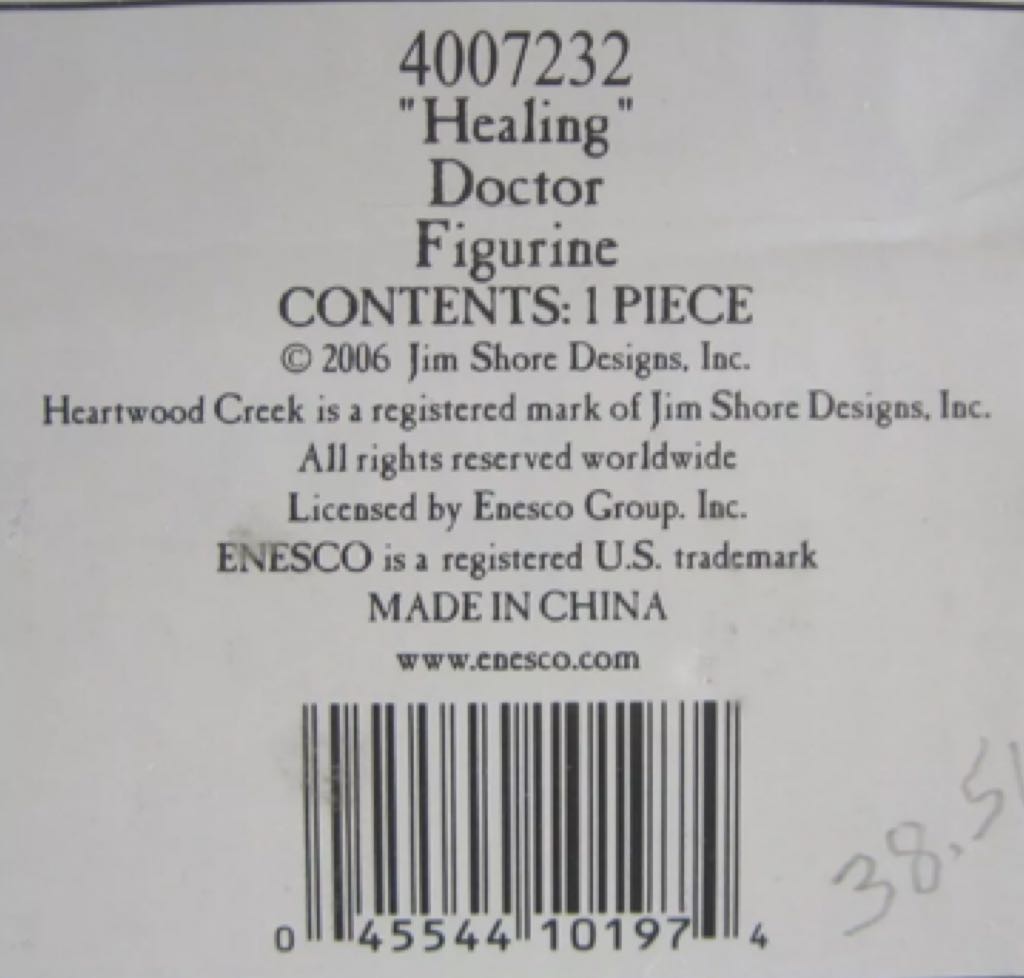 4007232
"Healing"
Doctor
Figurine
CONTENTS: 1 PIECE
© 2006 Jim Shore Designs, Inc.
Heartwood Creek is a registered mark of Jim Shore Designs, Inc.
All rights reserved worldwide
Licensed by Enesco Group. Inc.
ENESCO is a registered U.S. trademark
MADE IN CHINA
www.enesco.com
0 45544 10197 4